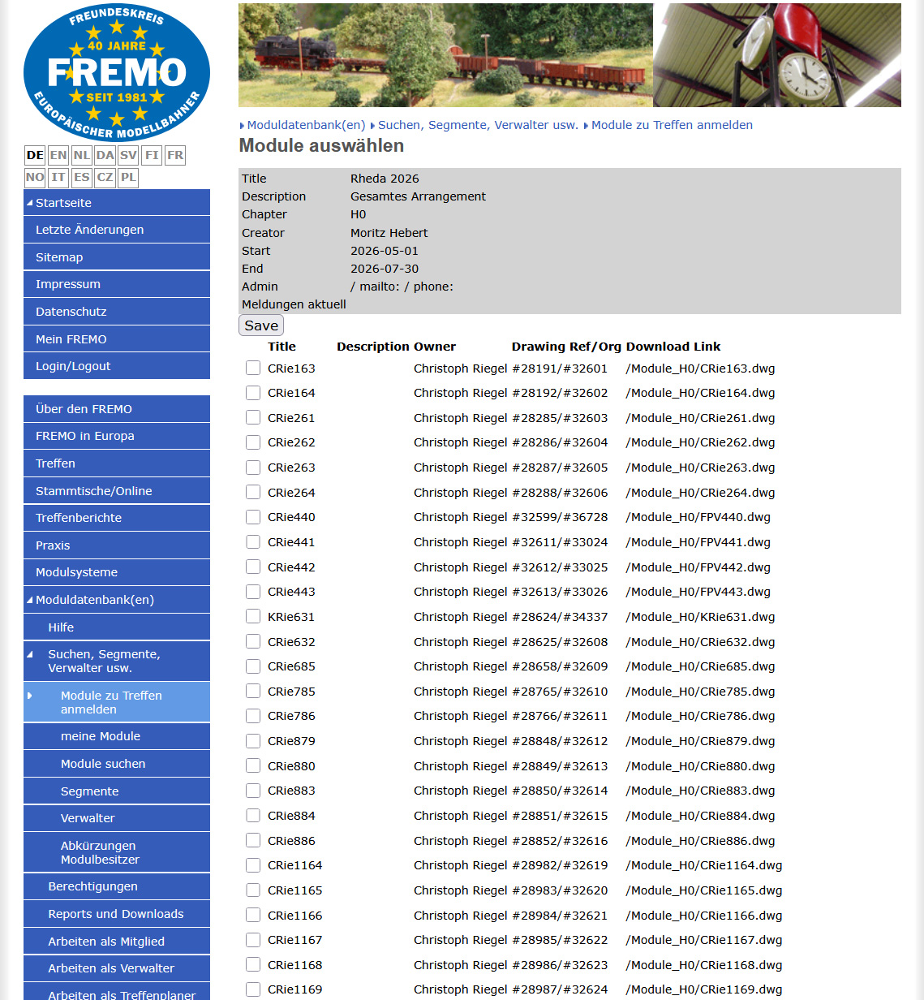 FREUNDESKREIS
40 JAHRE
FREMO
SEIT 1981
EUROPÄISCHER MODELLBAHNER
DE EN NL DA SV FI FR
NO IT ES CZ PL
Startseite
Letzte Änderungen
Sitemap
Impressum
Datenschutz
Mein FREMO
Login/Logout
Über den FREMO
FREMO in Europa
Treffen
Stammtische/Online
Treffenberichte
Praxis
Modulsysteme
Moduldatenbank(en)
Hilfe
Suchen, Segmente,
Verwalter usw.
Module zu Treffen
anmelden
meine Module
Module suchen
Segmente
Verwalter
Abkürzungen
Modulbesitzer
Berechtigungen
Reports und Downloads
Arbeiten als Mitglied
Arbeiten als Verwalter
Arbeiten als Treffenplaner
Moduldatenbank(en) Suchen, Segmente, Verwalter usw. Module zu Treffen anmelden
Module auswählen
Title Rheda 2026
Description Gesamtes Arrangement
Chapter H0
Creator Moritz Hebert
Start 2026-05-01
End 2026-07-30
Admin / mailto: / phone:
Meldungen aktuell
Save
Title Description Owner Drawing Ref/Org Download Link
CRie163 Christoph Riegel #28191/#32601 /Module_H0/CRie163.dwg
CRie164 Christoph Riegel #28192/#32602 /Module_H0/CRie164.dwg
CRie261 Christoph Riegel #28285/#32603 /Module_H0/CRie261.dwg
CRie262 Christoph Riegel #28286/#32604 /Module_H0/CRie262.dwg
CRie263 Christoph Riegel #28287/#32605 /Module_H0/CRie263.dwg
CRie264 Christoph Riegel #28288/#32606 /Module_H0/CRie264.dwg
CRie440 Christoph Riegel #32599/#36728 /Module_H0/FPV440.dwg
CRie441 Christoph Riegel #32611/#33024 /Module_H0/FPV441.dwg
CRie442 Christoph Riegel #32612/#33025 /Module_H0/FPV442.dwg
CRie443 Christoph Riegel #32613/#33026 /Module_H0/FPV443.dwg
KRie631 Christoph Riegel #28624/#34337 /Module_H0/KRie631.dwg
CRie632 Christoph Riegel #28625/#32608 /Module_H0/CRie632.dwg
CRie685 Christoph Riegel #28658/#32609 /Module_H0/CRie685.dwg
CRie785 Christoph Riegel #28765/#32610 /Module_H0/CRie785.dwg
CRie786 Christoph Riegel #28766/#32611 /Module_H0/CRie786.dwg
CRie879 Christoph Riegel #28848/#32612 /Module_H0/CRie879.dwg
CRie880 Christoph Riegel #28849/#32613 /Module_H0/CRie880.dwg
CRie883 Christoph Riegel #28850/#32614 /Module_H0/CRie883.dwg
CRie884 Christoph Riegel #28851/#32615 /Module_H0/CRie884.dwg
CRie886 Christoph Riegel #28852/#32616 /Module_H0/CRie886.dwg
CRie1164 Christoph Riegel #28982/#32619 /Module_H0/CRie1164.dwg
CRie1165 Christoph Riegel #28983/#32620 /Module_H0/CRie1165.dwg
CRie1166 Christoph Riegel #28984/#32621 /Module_H0/CRie1166.dwg
CRie1167 Christoph Riegel #28985/#32622 /Module_H0/CRie1167.dwg
CRie1168 Christoph Riegel #28986/#32623 /Module_H0/CRie1168.dwg
CRie1169 Christoph Riegel #28987/#32624 /Module_H0/CRie1169.dwg